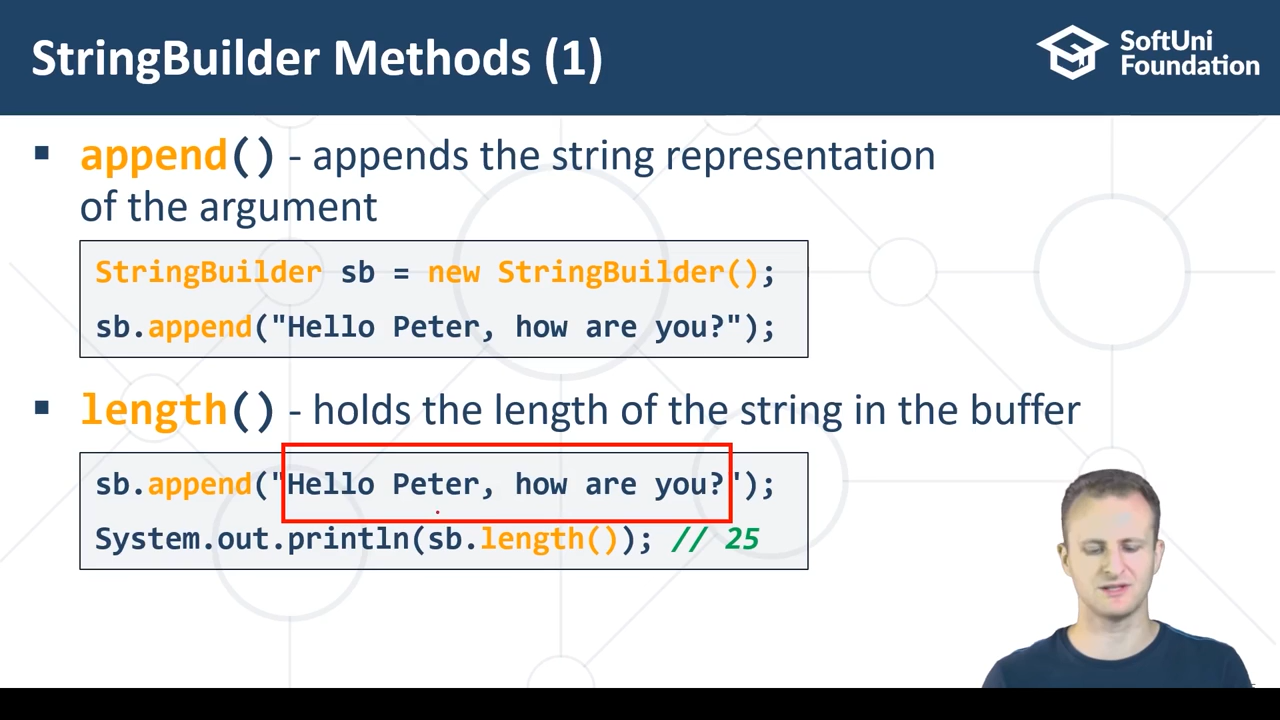 StringBuilder Methods (1)
SoftUni
Foundation
▪ append() - appends the string representation
of the argument
StringBuilder sb = new StringBuilder();
sb.append("Hello Peter, how are you?");
▪ length() - holds the length of the string in the buffer
sb.append("Hello Peter, how are you?");
System.out.println(sb.length()); // 25